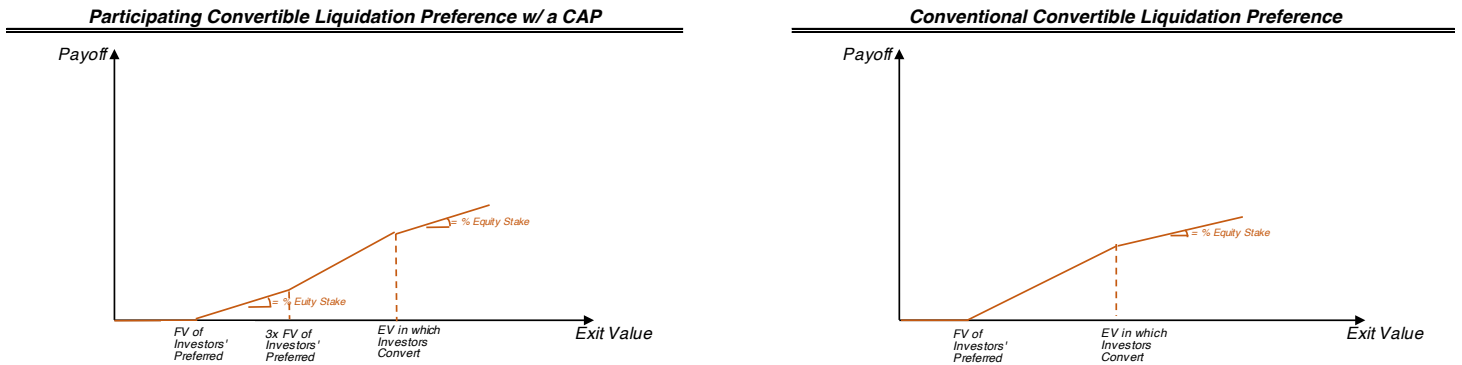 Participating Convertible Liquidation Preference w/ a CAP
Payoff
= % Equity Stake
= % Euity Stake
FV of
Investors'
Preferred
3x FV of
Investors'
Preferred
EV in which
Investors
Convert
Exit Value
Conventional Convertible Liquidation Preference
Payoff
= % Equity Stake
FV of
Investors'
Preferred
EV in which
Investors
Convert
Exit Value